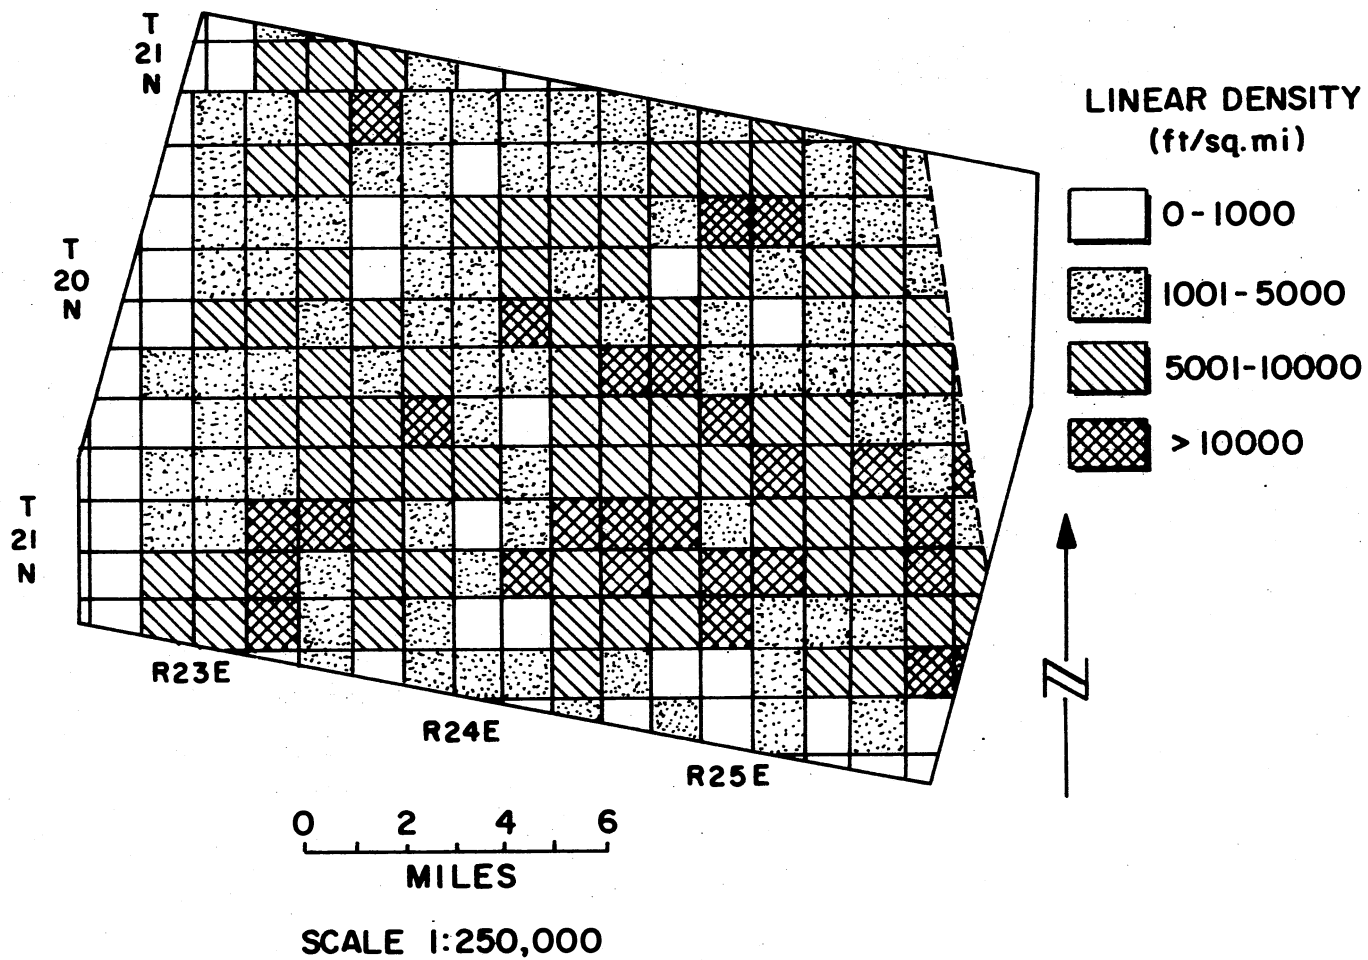 T
21
N
T
20
N
T
21
N
R23E
R24E
R25E
LINEAR DENSITY
(ft/sq.mi)
0-1000
1001-5000
5001-10000
>10000
0 2 4 6
MILES
SCALE 1:250,000